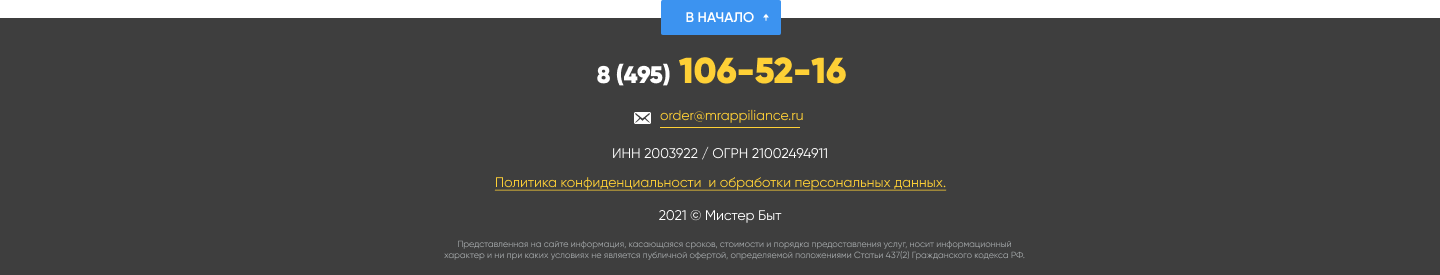 В НАЧАЛО ↑
8 (495) 106-52-16
order@mrappiliance.ru
ИНН 2003922 / ОГРН 21002494911
Политика конфиденциальности и обработки персональных данных.
2021 © Мистер Быт
Представленная на сайте информация, касающаяся сроков, стоимости и порядка предоставления услуг, носит информационный
характер и ни при каких условиях не является публичной офертой, определяемой положениями Статьи 437(2) Гражданского кодекса РФ.